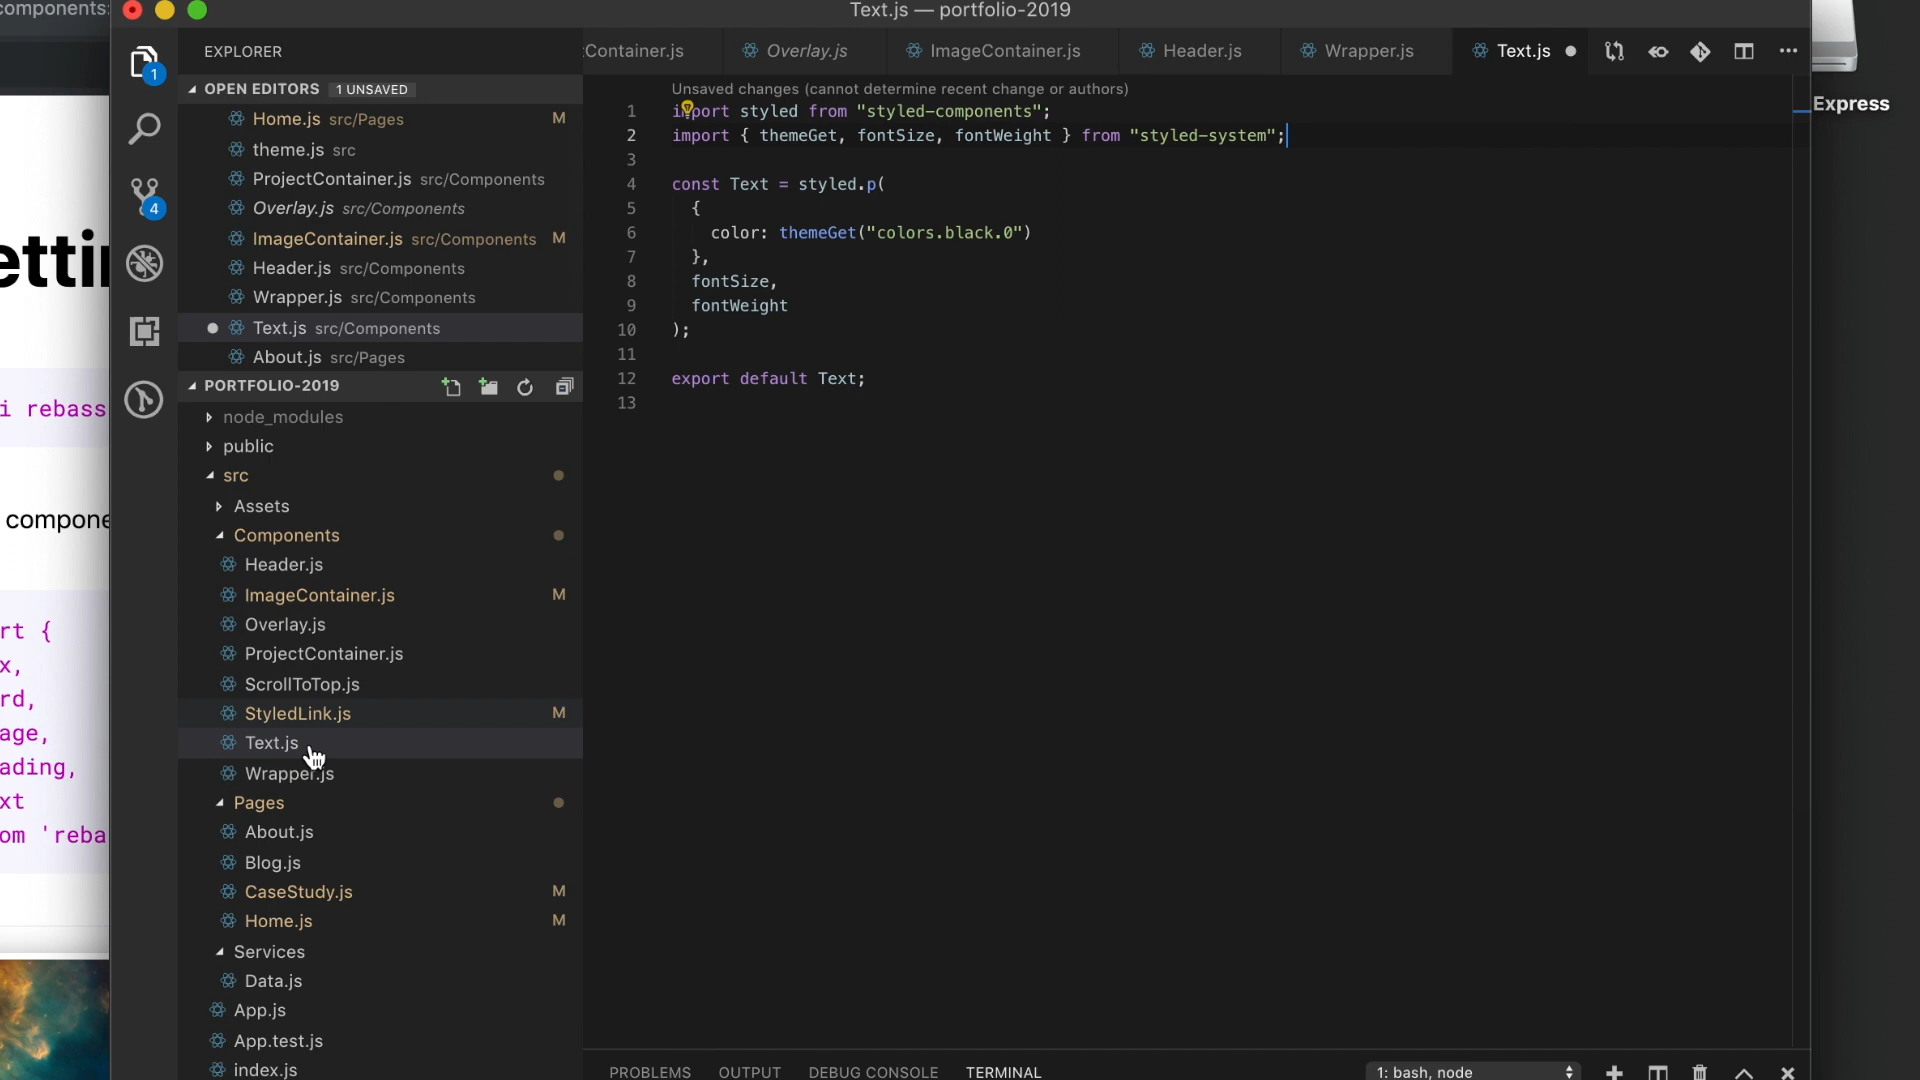 components:
Text.js — portfolio-2019
EXPLORER
Container.js
Overlay.js
ImageContainer.js
Header.js
Wrapper.js
Text.js
1
OPEN EDITORS 1 UNSAVED
Home.js src/Pages M
theme.js src
ProjectContainer.js src/Components
Overlay.js src/Components
ImageContainer.js src/Components M
Header.js src/Components
Wrapper.js src/Components
Text.js src/Components
About.js src/Pages
4
PORTFOLIO-2019
node_modules
public
src
Assets
Components
Header.js
ImageContainer.js M
Overlay.js
ProjectContainer.js
ScrollToTop.js
StyledLink.js M
Text.js
Wrapper.js
Pages
About.js
Blog.js
CaseStudy.js M
Home.js M
Services
Data.js
App.js
App.test.js
index.js
Unsaved changes (cannot determine recent change or authors)
1 import styled from "styled-components";
2 import { themeGet, fontSize, fontWeight } from "styled-system";
3
4 const Text = styled.p(
5 {
6 color: themeGet("colors.black.0")
7 },
8 fontSize,
9 fontWeight
10 );
11
12 export default Text;
13
PROBLEMS OUTPUT DEBUG CONSOLE TERMINAL
1: bash, node
Express
ettin
i rebass
compone
rt {
x,
rd,
age,
ading,
xt
om 'reba